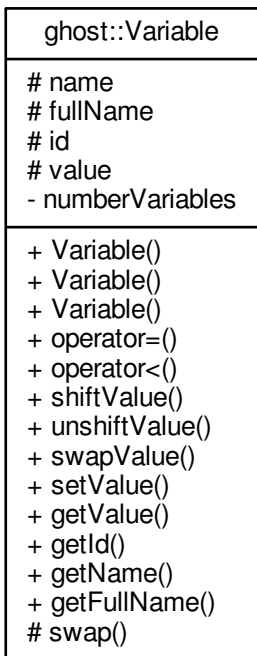 ghost::Variable
# name
# fullName
# id
# value
- numberVariables
+ Variable()
+ Variable()
+ Variable()
+ operator=()
+ operator<()
+ shiftValue()
+ unshiftValue()
+ swapValue()
+ setValue()
+ getValue()
+ getId()
+ getName()
+ getFullName()
# swap()